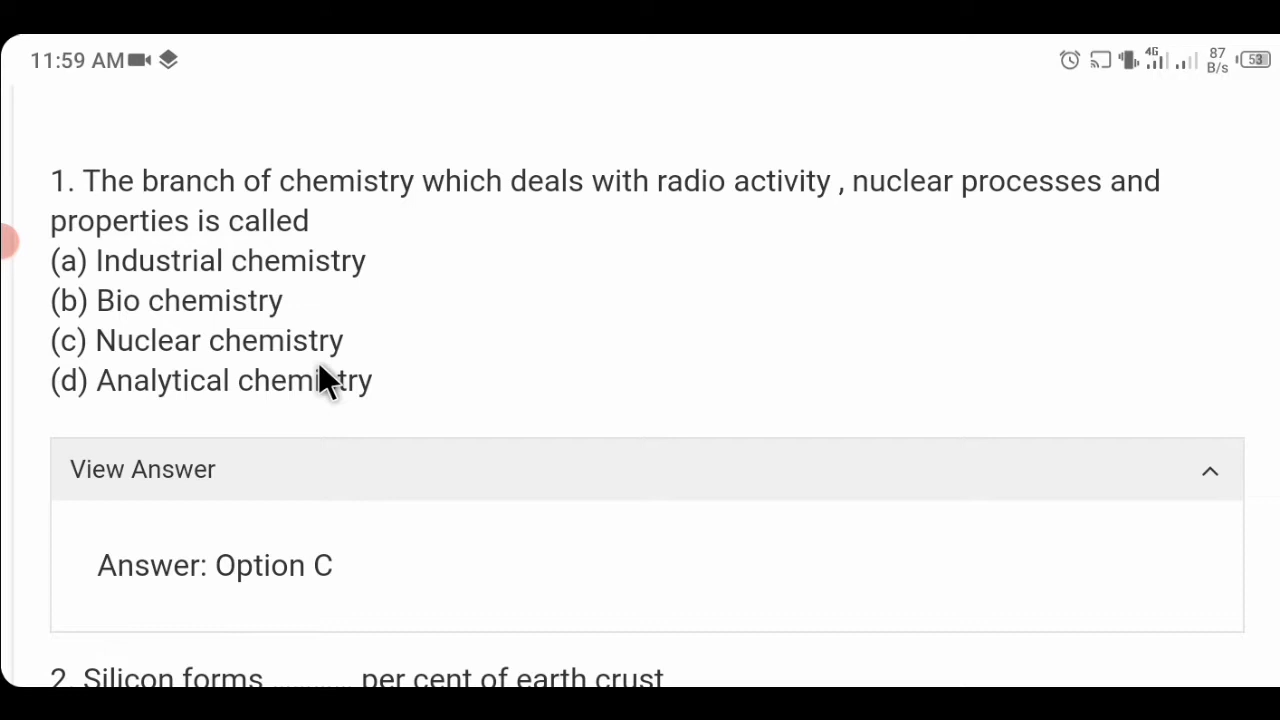 11:59 AM
4G
87
B/s
53
1. The branch of chemistry which deals with radio activity , nuclear processes and
properties is called
(a) Industrial chemistry
(b) Bio chemistry
(c) Nuclear chemistry
(d) Analytical chemistry
View Answer
Answer: Option C
2. Silicon forms ........... per cent of earth crust